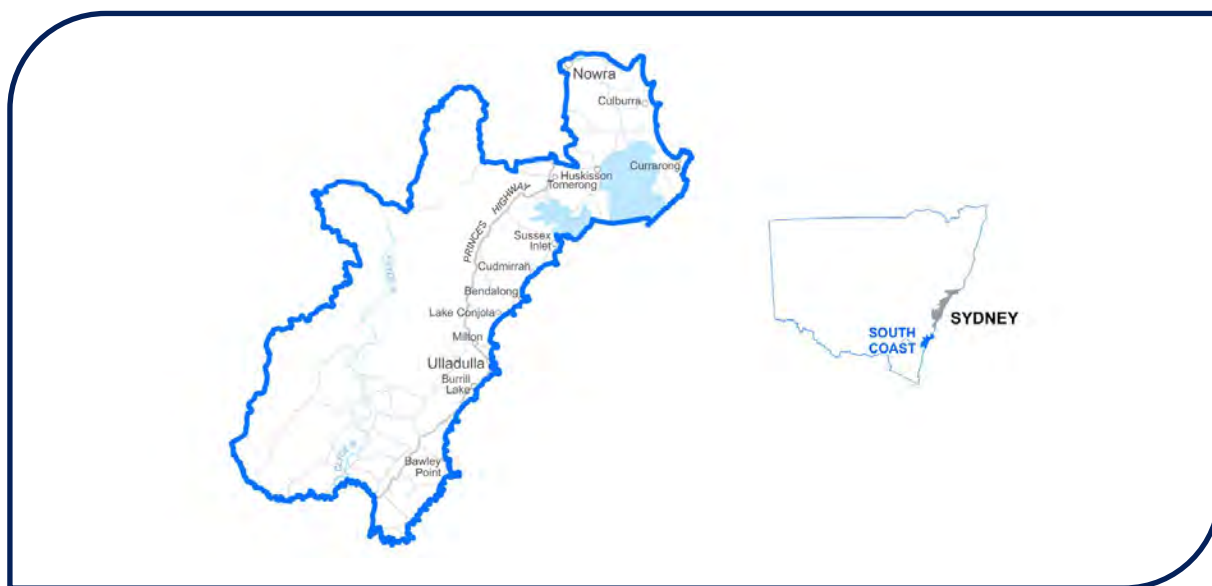 Nowra
Culburra
Currarong
Huskisson
Tomerong
PRINCES HIGHWAY
Sussex
Inlet
Cudmirrah
Bendalong
Lake Conjola
Milton
Ulladulla
Burrill
Lake
CLYDE R
Bawley
Point
SYDNEY
SOUTH
COAST